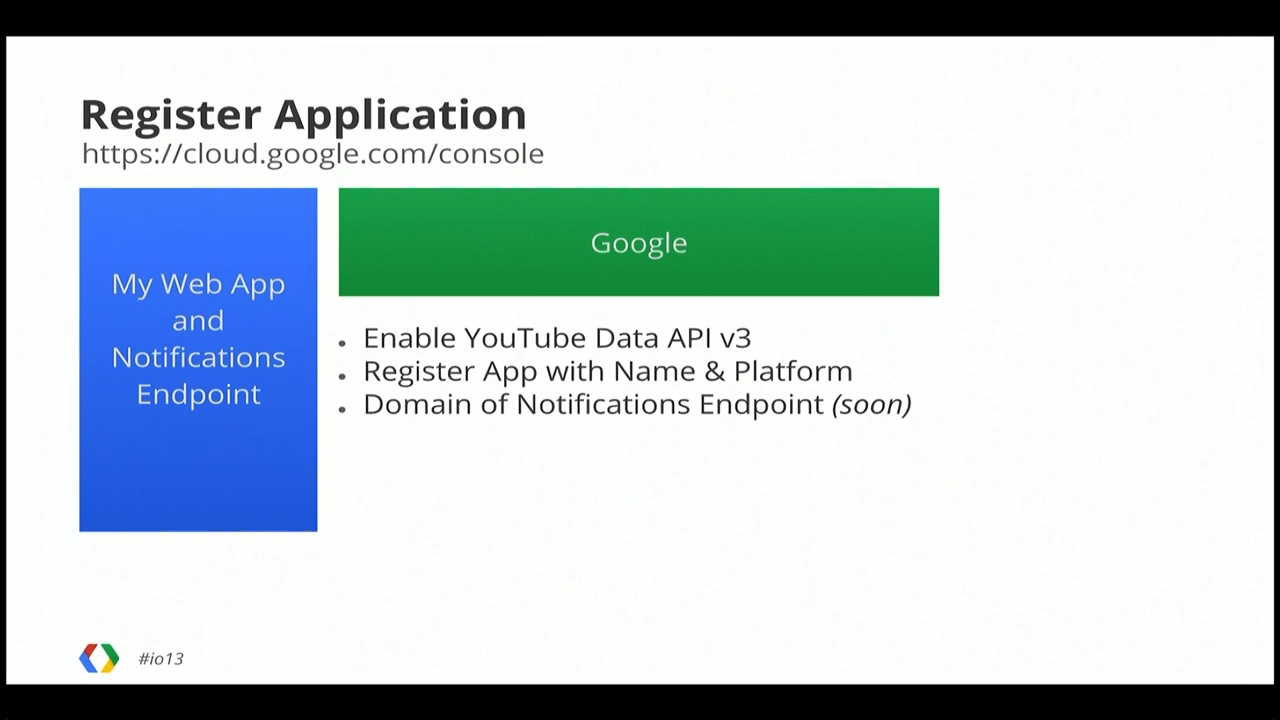 Register Application
https://cloud.google.com/console
My Web App
and
Notifications
Endpoint
Google
• Enable YouTube Data API v3
• Register App with Name & Platform
• Domain of Notifications Endpoint (soon)
#io13